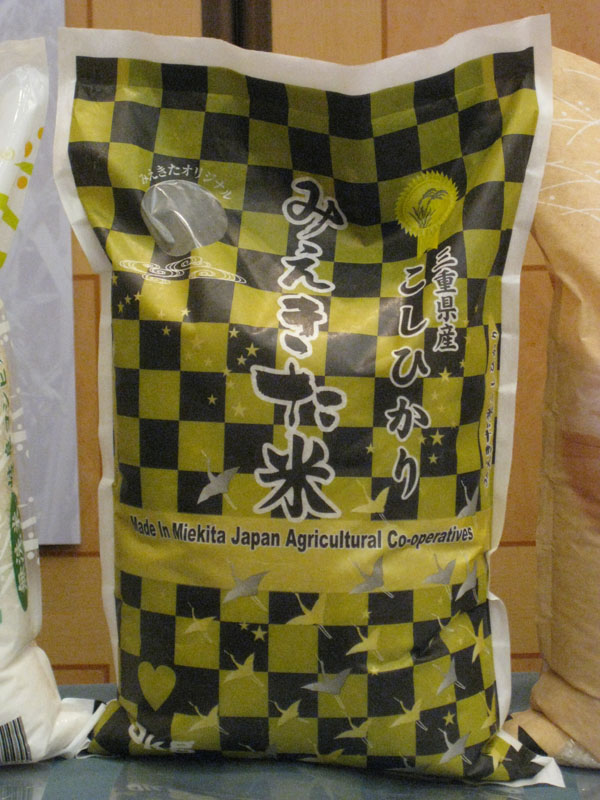 みえきたオリジナル
三重県産
こしひかり
みえきた米
Made In Miekita Japan Agricultural Co-operatives